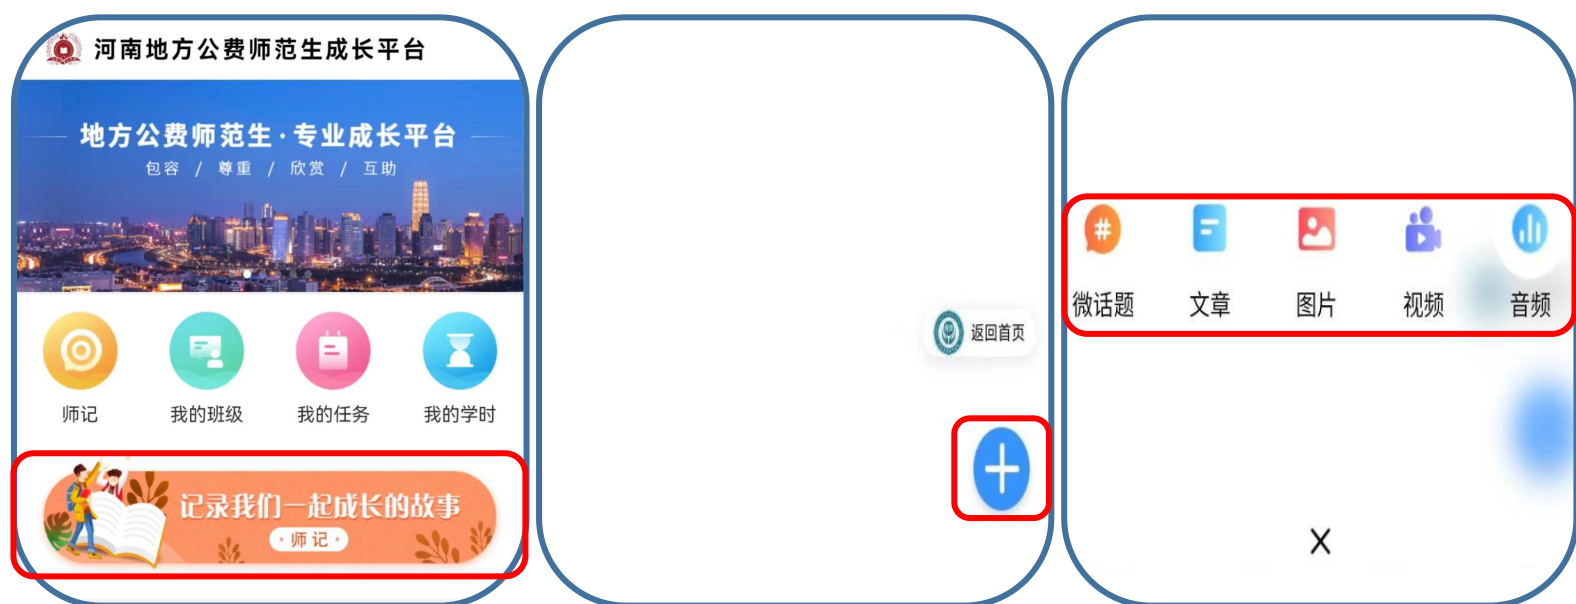 河南地方公费师范生成长平台
地方公费师范生·专业成长平台
包容 / 尊重 / 欣赏 / 互助
师记 我的班级 我的任务 我的学时
记录我们一起成长的故事
·师记·
返回首页
微话题 文章 图片 视频 音频